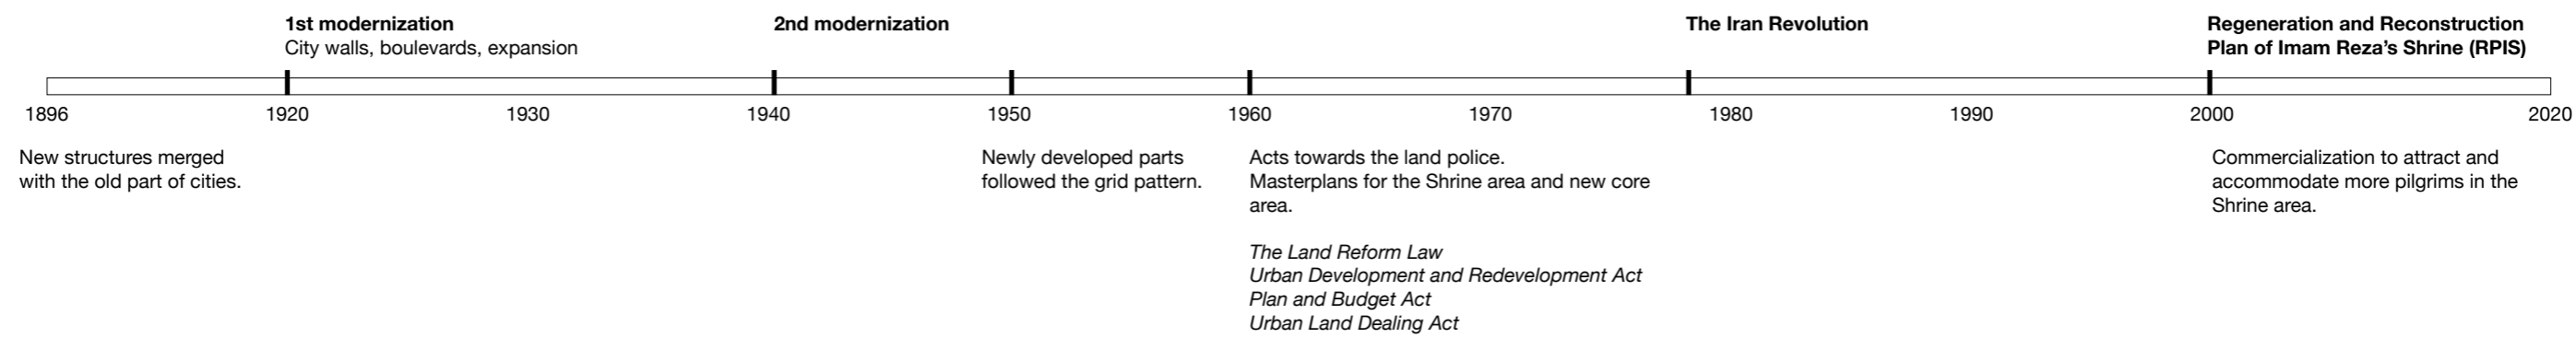 1st modernization
City walls, boulevards, expansion
2nd modernization
The Iran Revolution
Regeneration and Reconstruction
Plan of Imam Reza's Shrine (RPIS)
1896
1920
1930
1940
1950
1960
1970
1980
1990
2000
2020
New structures merged
with the old part of cities.
Newly developed parts
followed the grid pattern.
Acts towards the land police.
Masterplans for the Shrine area and new core
area.
The Land Reform Law
Urban Development and Redevelopment Act
Plan and Budget Act
Urban Land Dealing Act
Commercialization to attract and
accommodate more pilgrims in the
Shrine area.